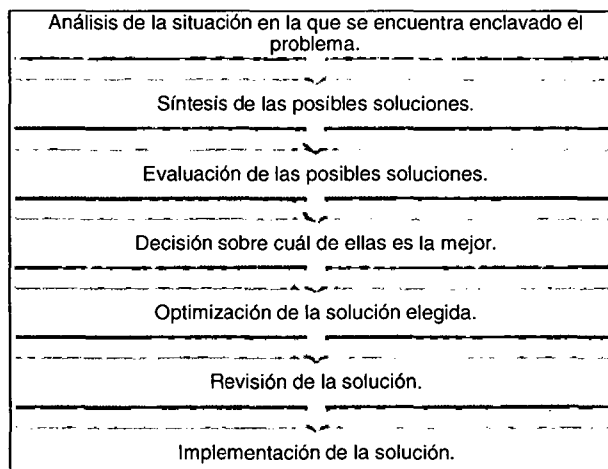 Análisis de la situación en la que se encuentra enclavado el
problema.
Síntesis de las posibles soluciones.
Evaluación de las posibles soluciones.
Decisión sobre cuál de ellas es la mejor.
Optimización de la solución elegida.
Revisión de la solución.
Implementación de la solución.